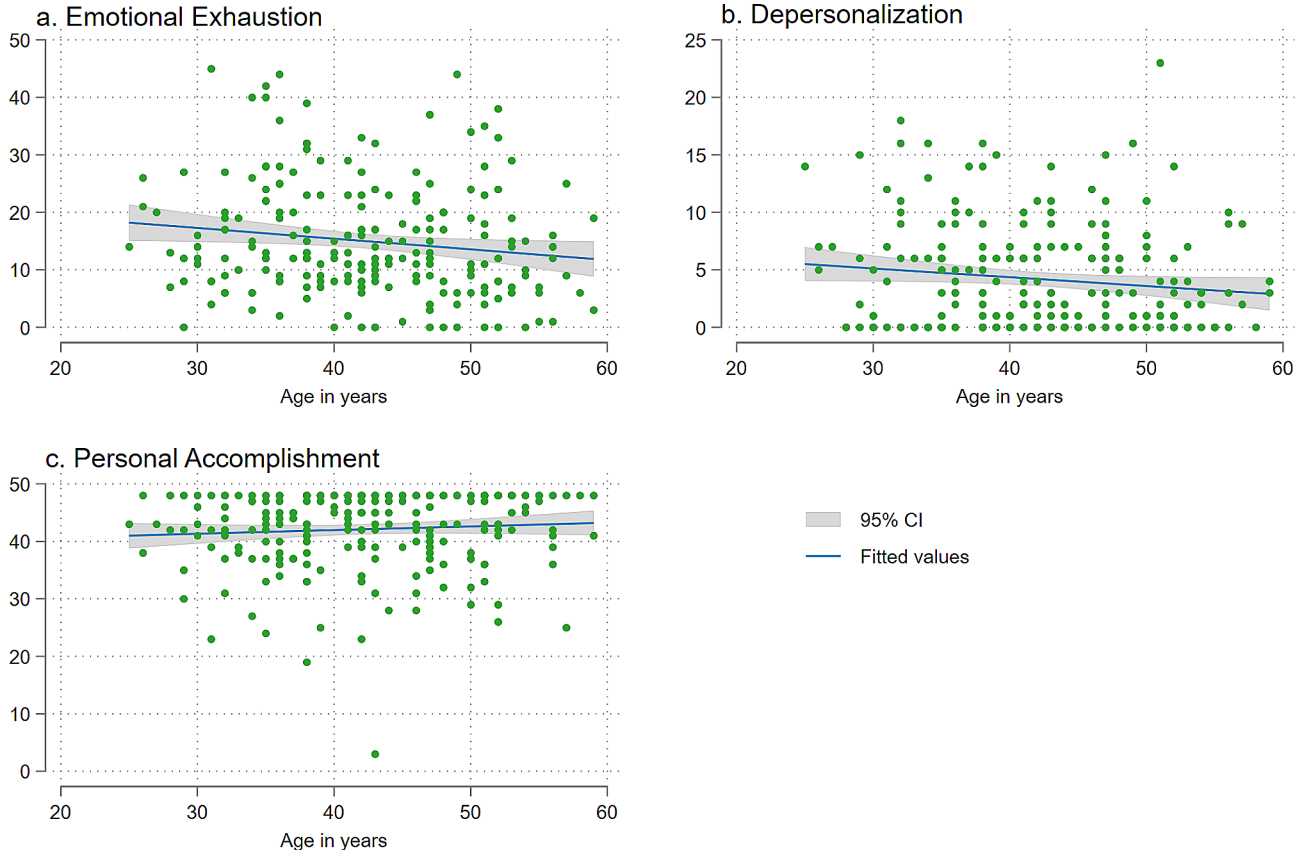 a. Emotional Exhaustion
50
40
30
20
10
0
20 30 40 50 60
Age in years
b. Depersonalization
25
20
15
10
5
0
20 30 40 50 60
Age in years
c. Personal Accomplishment
50
40
30
20
10
0
20 30 40 50 60
Age in years
95% CI
Fitted values